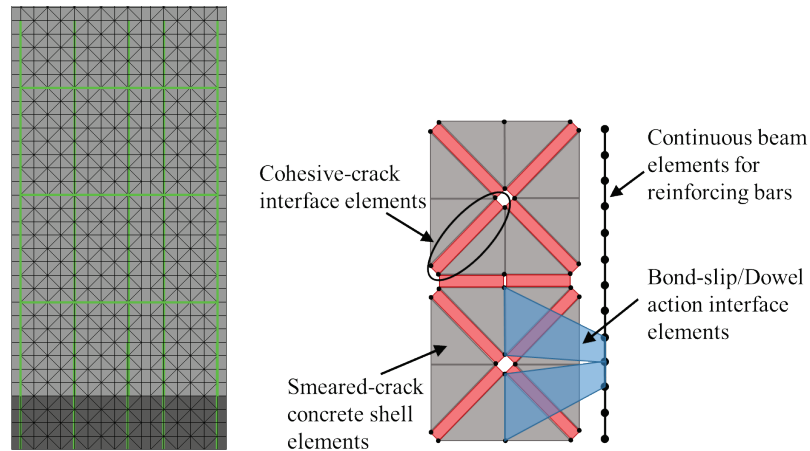 Cohesive-crack
interface elements
Continuous beam
elements for
reinforcing bars
Bond-slip/Dowel
action interface
elements
Smeared-crack
concrete shell
elements